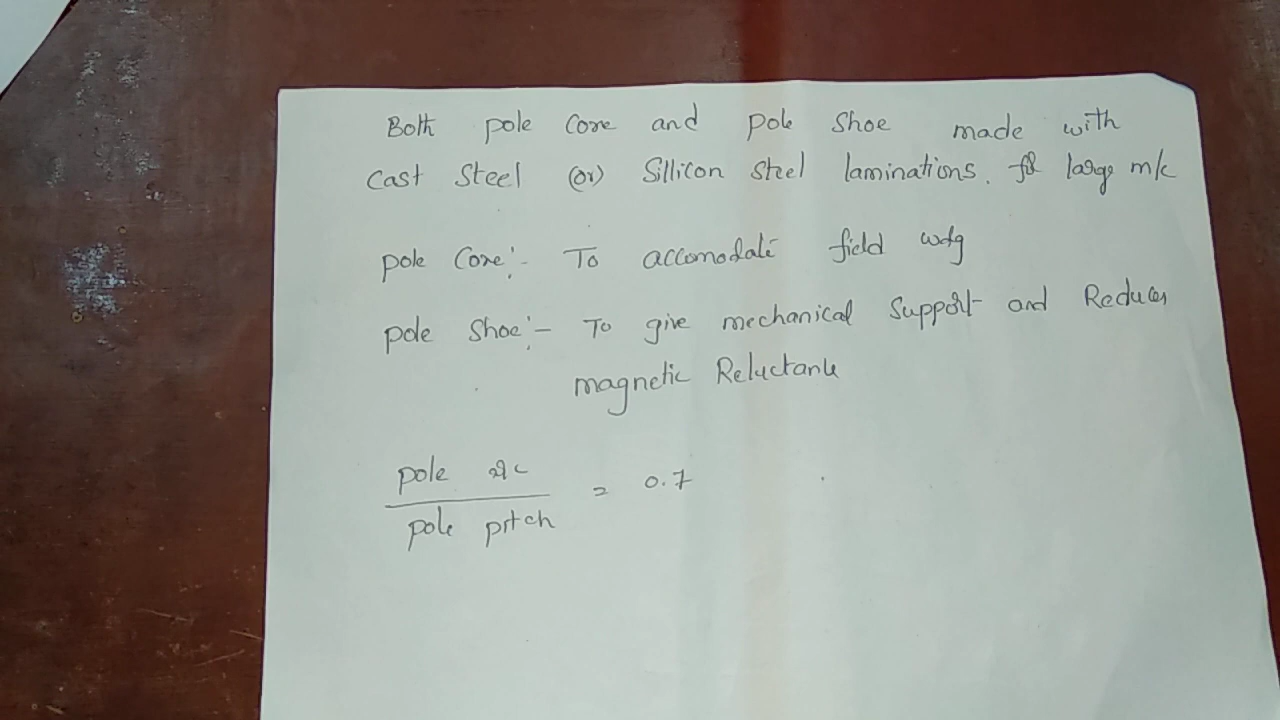 Both pole Core and pole Shoe made with
Cast Steel (or) Sillicon Steel laminations. for large m/c
pole Core:- To accomodate field wdg
pole Shoe:- To give mechanical Support and Reduces
magnetic Reluctance
pole arc
pole pitch = 0.7